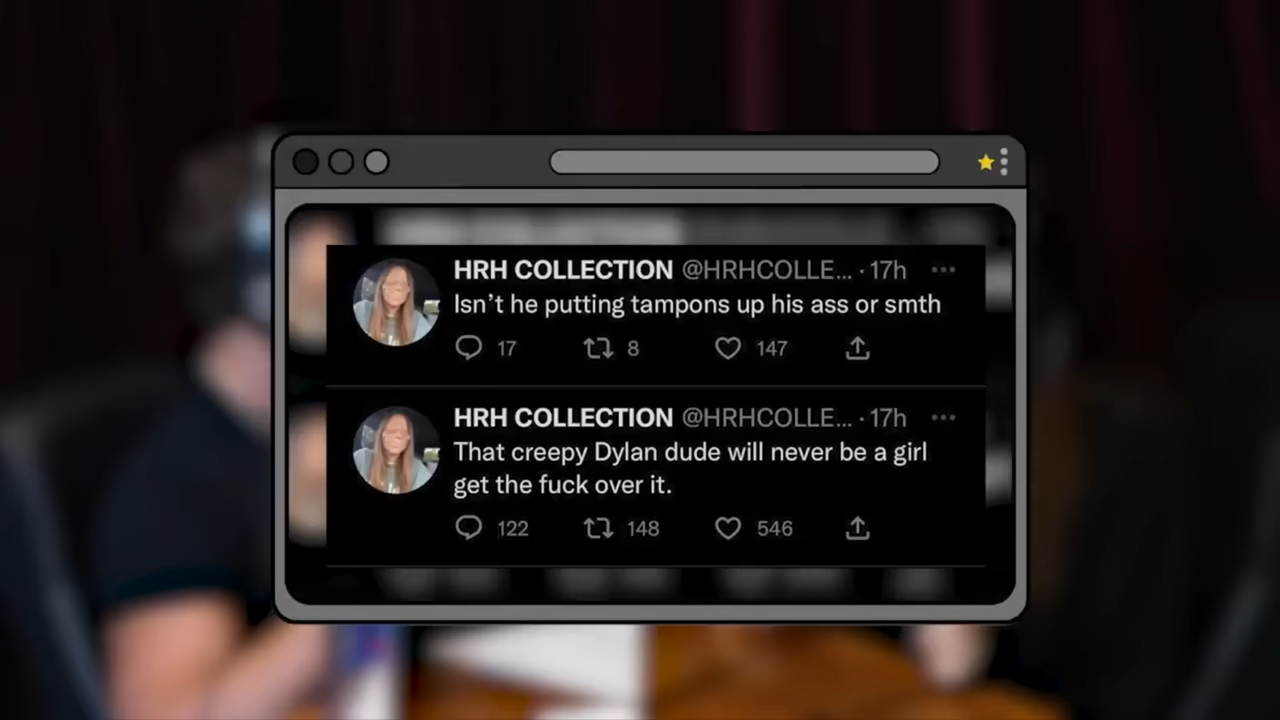 HRH COLLECTION @HRHCOLLE... · 17h
Isn't he putting tampons up his ass or smth
17 8 147
HRH COLLECTION @HRHCOLLE... · 17h
That creepy Dylan dude will never be a girl
get the fuck over it.
122 148 546